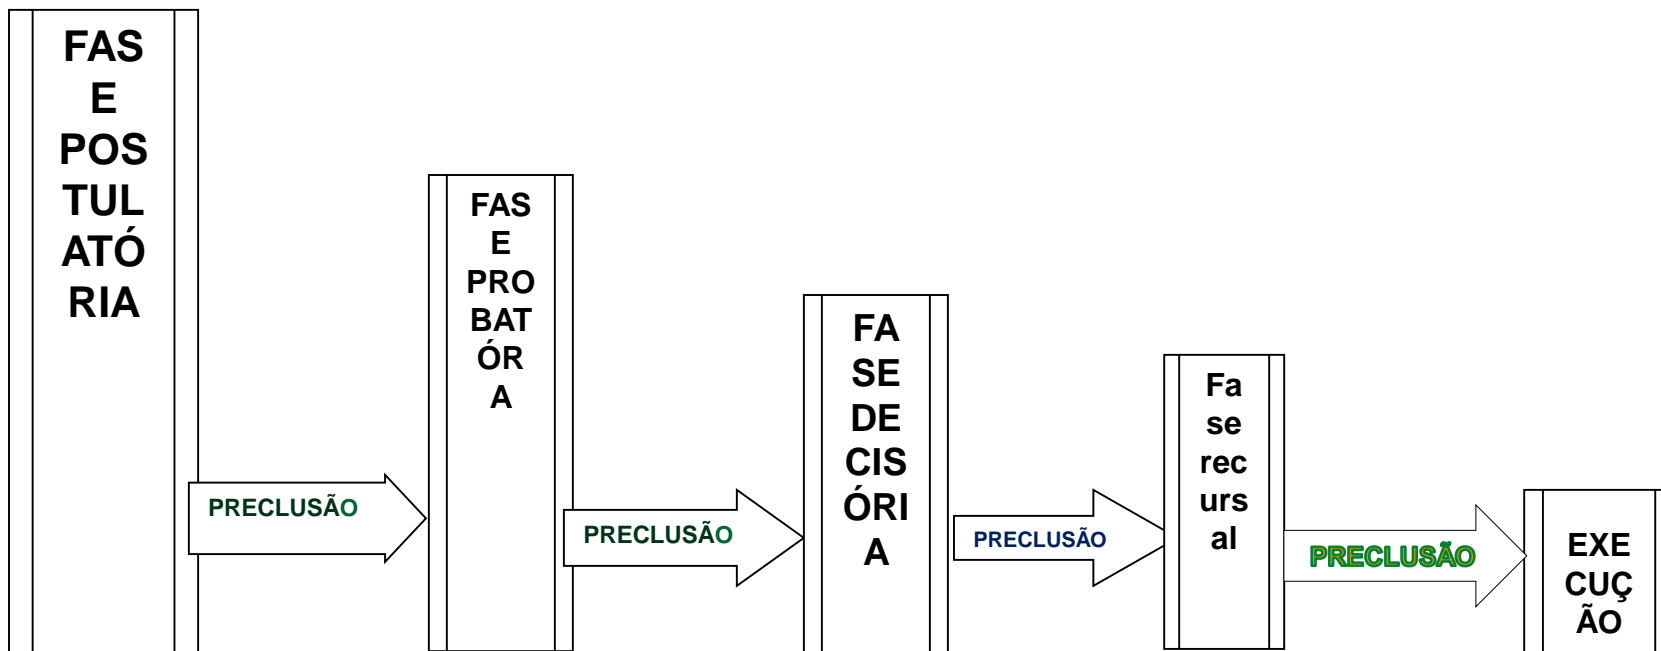 FAS
E
POS
TUL
ATÓ
RIA
PRECLUSÃO
FAS
E
PRO
BAT
ÓR
A
PRECLUSÃO
FA
SE
DE
CIS
ÓRI
A
PRECLUSÃO
Fa
se
rec
urs
al
PRECLUSÃO
EXE
CUÇ
ÃO